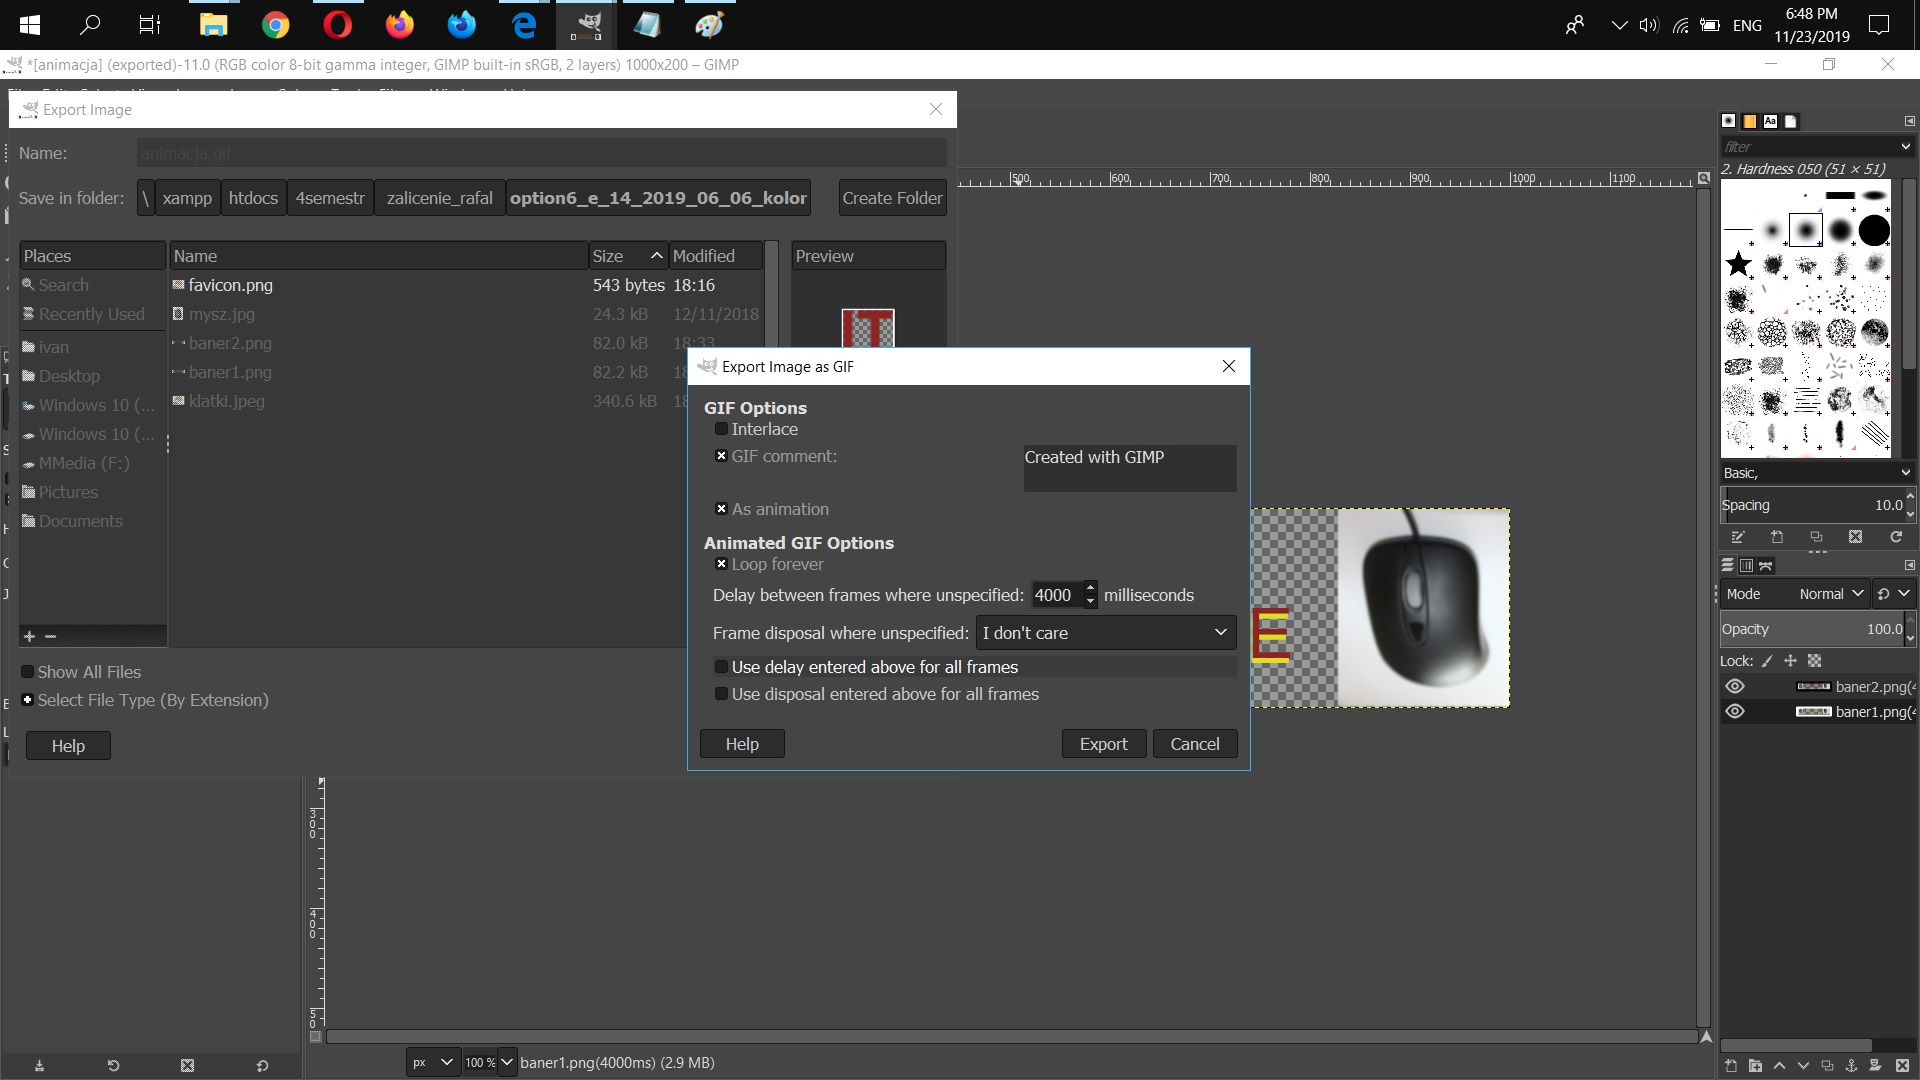 6:48 PM
ENG
11/23/2019
*[animacja] (exported)-11.0 (RGB color 8-bit gamma integer, GIMP built-in sRGB, 2 layers) 1000x200 – GIMP
Export Image
Name:
animacja.gif
Save in folder:
\
xampp
htdocs
4semestr
zalicenie_rafal
option6_e_14_2019_06_06_kolor
Create Folder
Places
Search
Recently Used
ivan
Desktop
Windows 10 (...
Windows 10 (...
MMedia (F:)
Pictures
Documents
Name Size Modified
favicon.png 543 bytes 18:16
mysz.jpg 24.3 kB 12/11/2018
baner2.png 82.0 kB 18:33
baner1.png 82.2 kB
klatki.jpeg 340.6 kB
Preview
Show All Files
Select File Type (By Extension)
Help
Export Image as GIF
GIF Options
Interlace
GIF comment:
Created with GIMP
As animation
Animated GIF Options
Loop forever
Delay between frames where unspecified: 4000 milliseconds
Frame disposal where unspecified: I don't care
Use delay entered above for all frames
Use disposal entered above for all frames
Help
Export
Cancel
500 600 700 800 900 1000 1100
E
300
400
filter
2. Hardness 050 (51 × 51)
Basic,
Spacing 10.0
Mode Normal
Opacity 100.0
Lock:
baner2.png(4
baner1.png(4
px
100 %
baner1.png(4000ms) (2.9 MB)